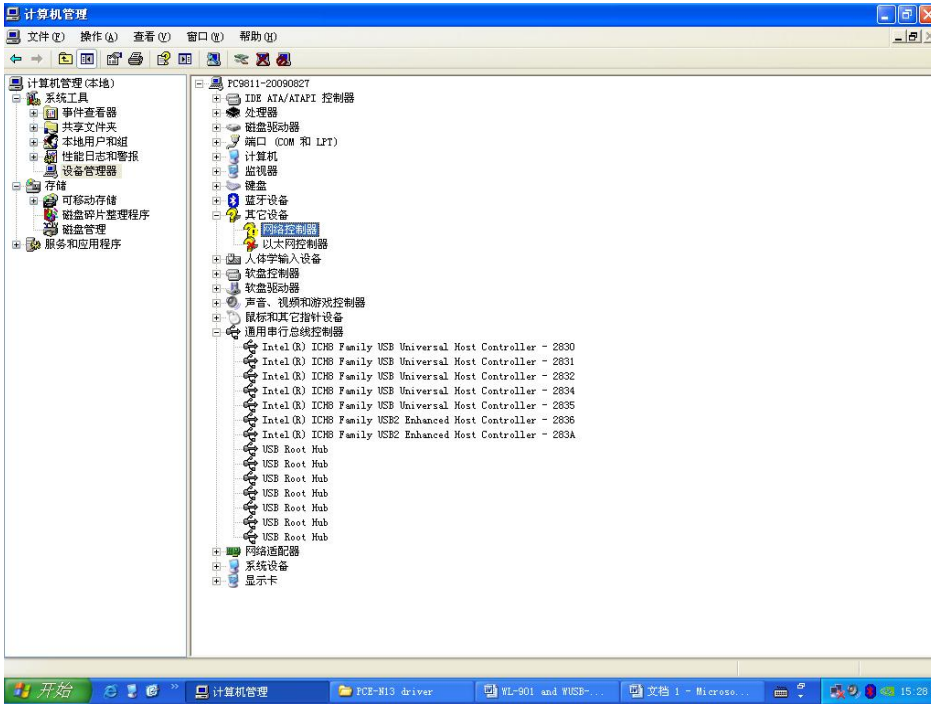 计算机管理
文件(F) 操作(A) 查看(V) 窗口(W) 帮助(H)
计算机管理(本地)
系统工具
事件查看器
共享文件夹
本地用户和组
性能日志和警报
设备管理器
存储
可移动存储
磁盘碎片整理程序
磁盘管理
服务和应用程序
PC9811-20090827
IDE ATA/ATAPI 控制器
处理器
磁盘驱动器
端口 (COM 和 LPT)
计算机
监视器
键盘
蓝牙设备
其它设备
网络控制器
以太网控制器
人体学输入设备
软盘控制器
软盘驱动器
声音、视频和游戏控制器
鼠标和其它指针设备
通用串行总线控制器
Intel(R) ICH8 Family USB Universal Host Controller - 2830
Intel(R) ICH8 Family USB Universal Host Controller - 2831
Intel(R) ICH8 Family USB Universal Host Controller - 2832
Intel(R) ICH8 Family USB Universal Host Controller - 2834
Intel(R) ICH8 Family USB Universal Host Controller - 2835
Intel(R) ICH8 Family USB2 Enhanced Host Controller - 2836
Intel(R) ICH8 Family USB2 Enhanced Host Controller - 283A
USB Root Hub
USB Root Hub
USB Root Hub
USB Root Hub
USB Root Hub
USB Root Hub
USB Root Hub
网络适配器
系统设备
显示卡
开始 计算机管理 PCE-N13 driver WL-901 and WUSB-... 文档 1 - Microso... 15:28